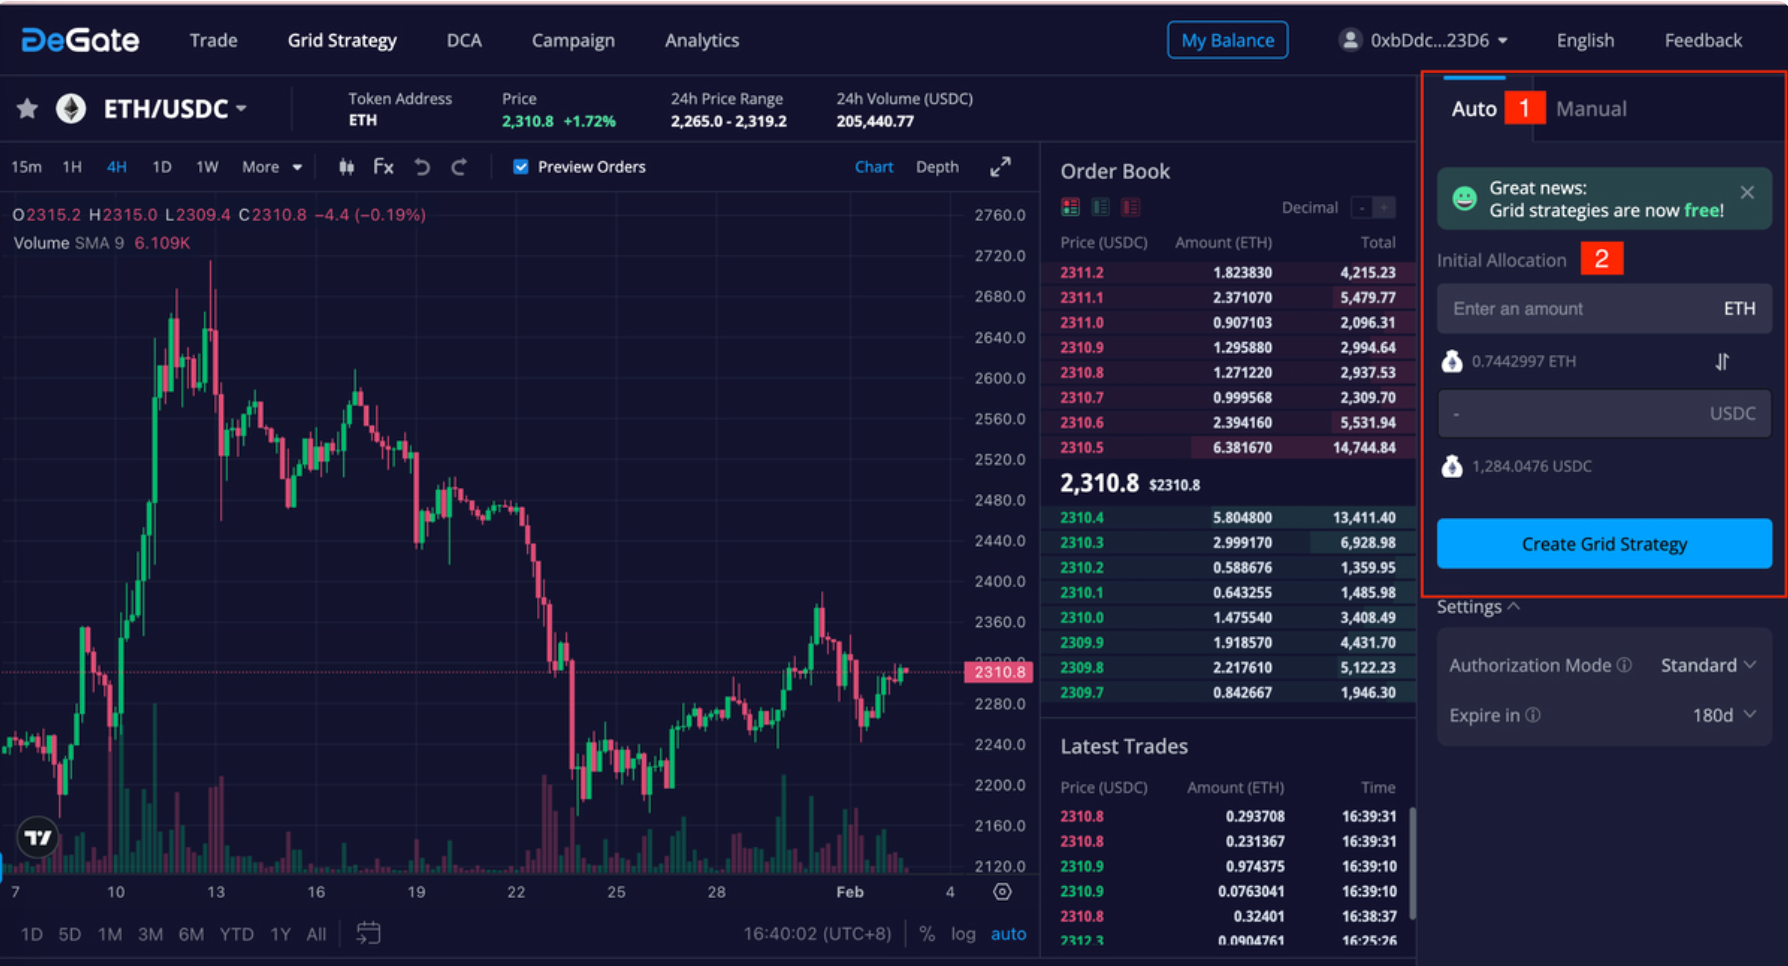 DeGate Trade Grid Strategy DCA Campaign Analytics My Balance 0xbDdc...23D6 English Feedback
ETH/USDC
Token Address
ETH
Price
2,310.8 +1.72%
24h Price Range
2,265.0 - 2,319.2
24h Volume (USDC)
205,440.77
15m 1H 4H 1D 1W More Fx Preview Orders Chart Depth
O2315.2 H2315.0 L2309.4 C2310.8 −4.4 (−0.19%)
Volume SMA 9 6.109K
2760.0
2720.0
2680.0
2640.0
2600.0
2560.0
2520.0
2480.0
2440.0
2400.0
2360.0
2320.0
2310.8
2280.0
2240.0
2200.0
2160.0
2120.0
7 10 13 16 19 22 25 28 Feb 4
1D 5D 1M 3M 6M YTD 1Y All 16:40:02 (UTC+8) % log auto
Order Book
Decimal - +
Price (USDC) Amount (ETH) Total
2311.2 1.823830 4,215.23
2311.1 2.371070 5,479.77
2311.0 0.907103 2,096.31
2310.9 1.295880 2,994.64
2310.8 1.271220 2,937.53
2310.7 0.999568 2,309.70
2310.6 2.394160 5,531.94
2310.5 6.381670 14,744.84
2,310.8 $2310.8
2310.4 5.804800 13,411.40
2310.3 2.999170 6,928.98
2310.2 0.588676 1,359.95
2310.1 0.643255 1,485.98
2310.0 1.475540 3,408.49
2309.9 1.918570 4,431.70
2309.8 2.217610 5,122.23
2309.7 0.842667 1,946.30
Latest Trades
Price (USDC) Amount (ETH) Time
2310.8 0.293708 16:39:31
2310.8 0.231367 16:39:31
2310.9 0.974375 16:39:10
2310.9 0.0763041 16:39:10
2310.8 0.32401 16:38:37
2312.3 0.0904761 16:25:26
Auto 1 Manual
Great news:
Grid strategies are now free!
Initial Allocation 2
Enter an amount ETH
0.7442997 ETH
- USDC
1,284.0476 USDC
Create Grid Strategy
Settings
Authorization Mode Standard
Expire in 180d